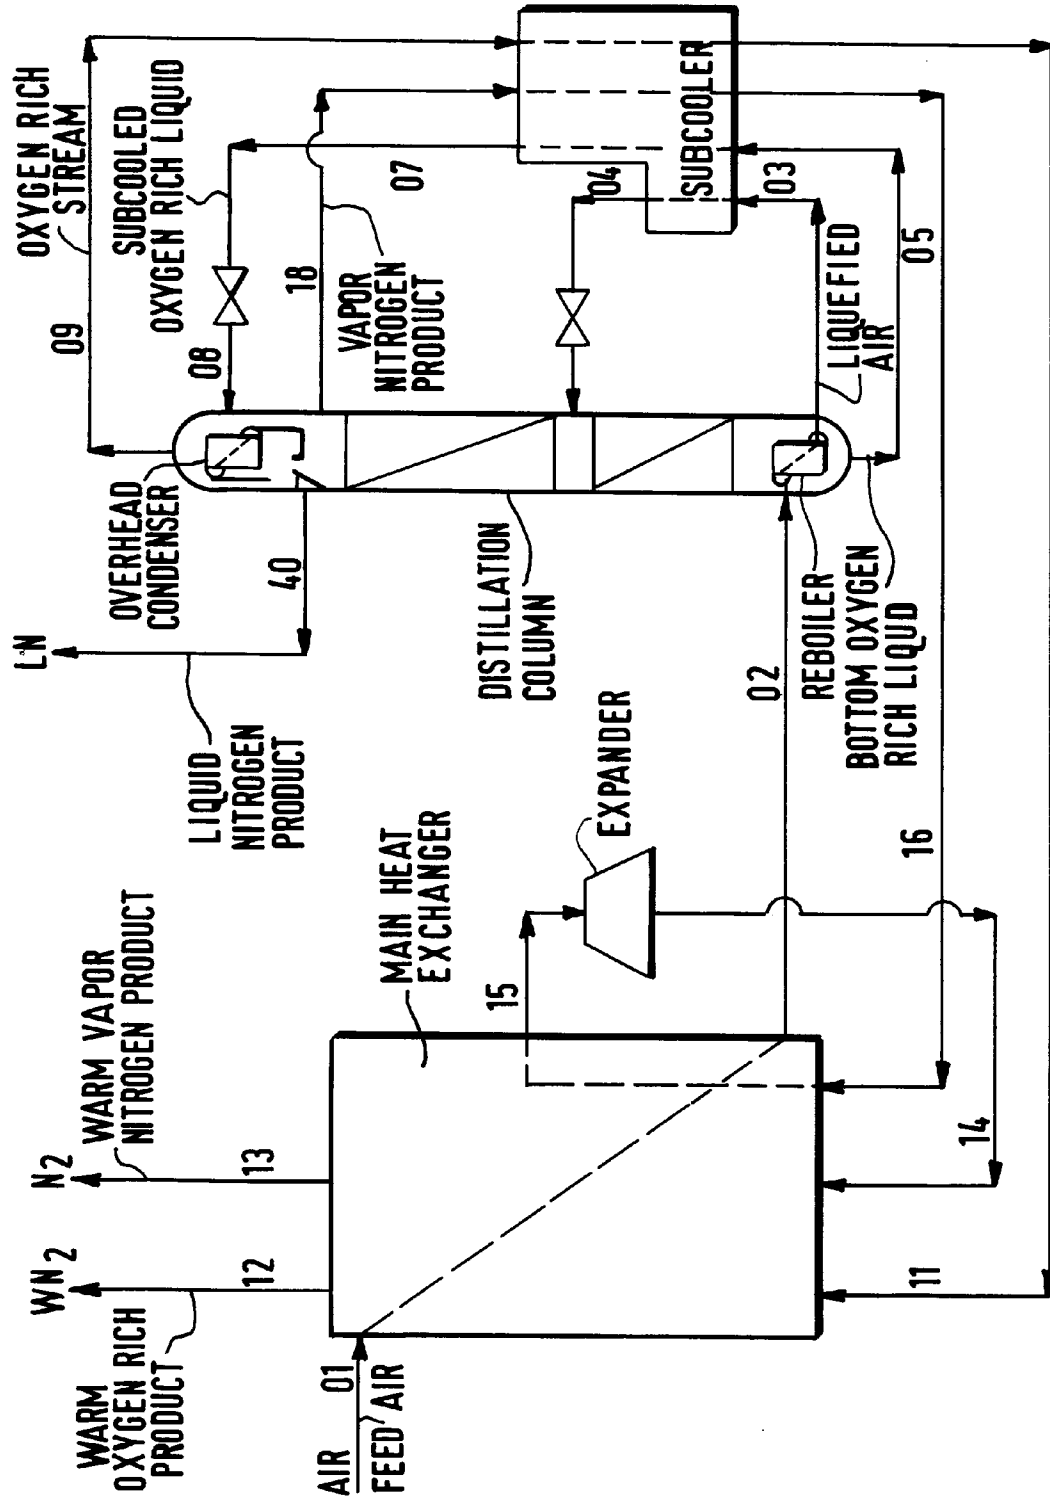 OXYGEN RICH
STREAM
09
SUBCOOLED
OXYGEN RICH LIQUID
08
18
VAPOR
NITROGEN
PRODUCT
07
04
SUBCOOLER
03
LIQUEFIED
AIR
05
OVERHEAD
CONDENSER
40
LN
LIQUID
NITROGEN
PRODUCT
DISTILLATION
COLUMN
02
REBOILER
BOTTOM OXYGEN
RICH LIQUD
EXPANDER
MAIN HEAT
EXCHANGER
15
16
14
WARM VAPOR
NITROGEN PRODUCT
N2
13
WN2
12
11
WARM
OXYGEN RICH
PRODUCT
AIR
01
FEED AIR